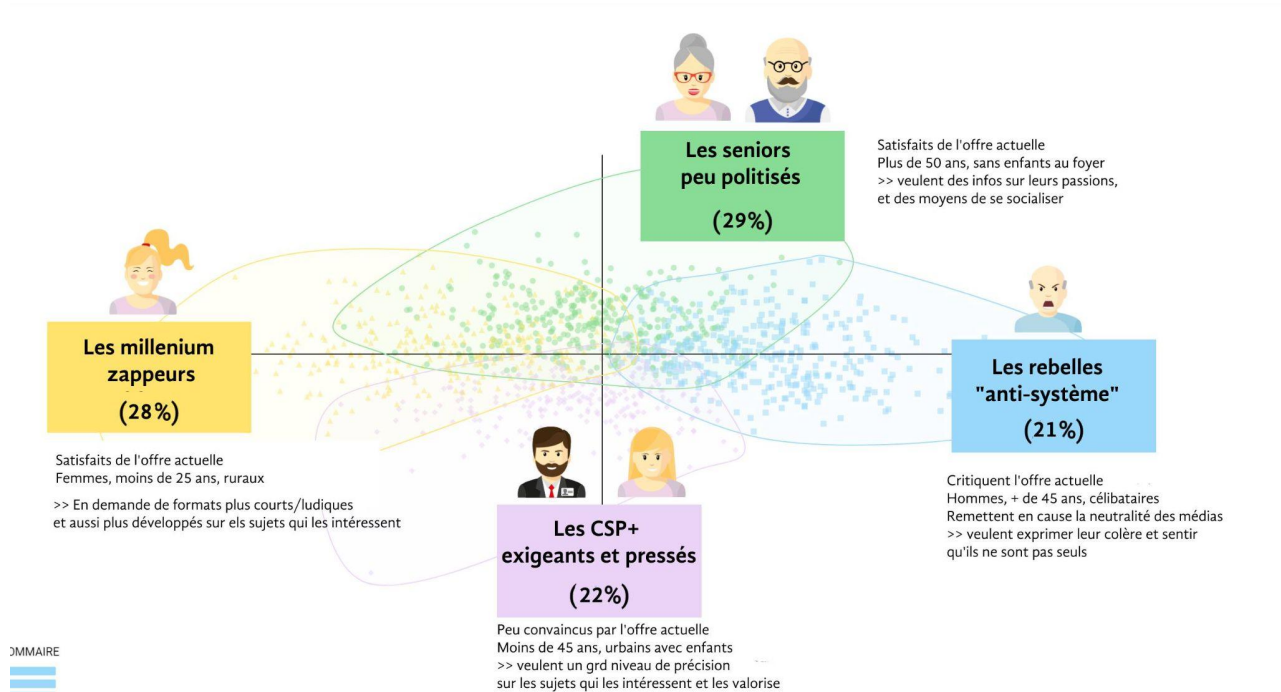 Les seniors
peu politisés
(29%)
Satisfaits de l'offre actuelle
Plus de 50 ans, sans enfants au foyer
>> veulent des infos sur leurs passions,
et des moyens de se socialiser
Les millenium
zappeurs
(28%)
Satisfaits de l'offre actuelle
Femmes, moins de 25 ans, ruraux
>> En demande de formats plus courts/ludiques
et aussi plus développés sur els sujets qui les intéressent
Les rebelles
"anti-système"
(21%)
Critiquent l'offre actuelle
Hommes, + de 45 ans, célibataires
Remettent en cause la neutralité des médias
>> veulent exprimer leur colère et sentir
qu'ils ne sont pas seuls
Les CSP+
exigeants et pressés
(22%)
Peu convaincus par l'offre actuelle
Moins de 45 ans, urbains avec enfants
>> veulent un grd niveau de précision
sur les sujets qui les intéressent et les valorise
OMMAIRE